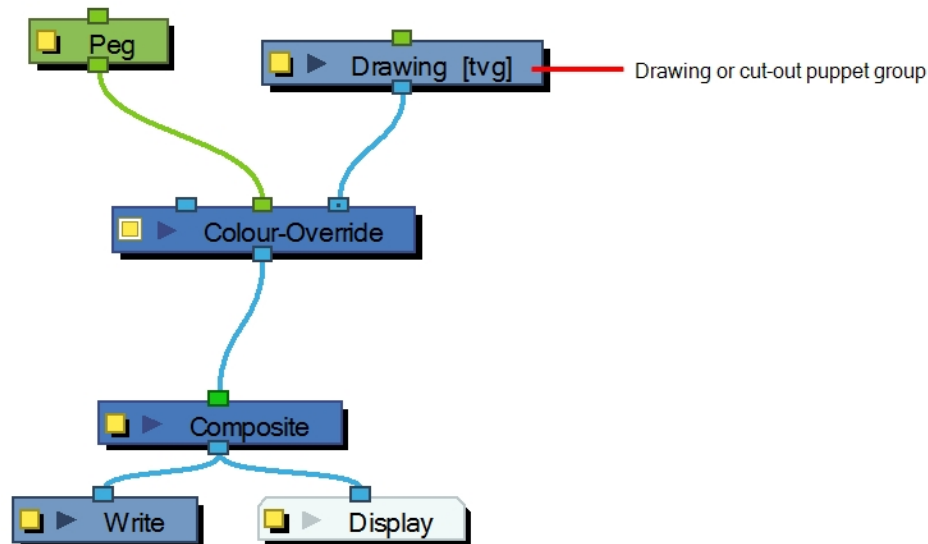 Peg
Drawing [tvg]
Drawing or cut-out puppet group
Colour-Override
Composite
Write
Display